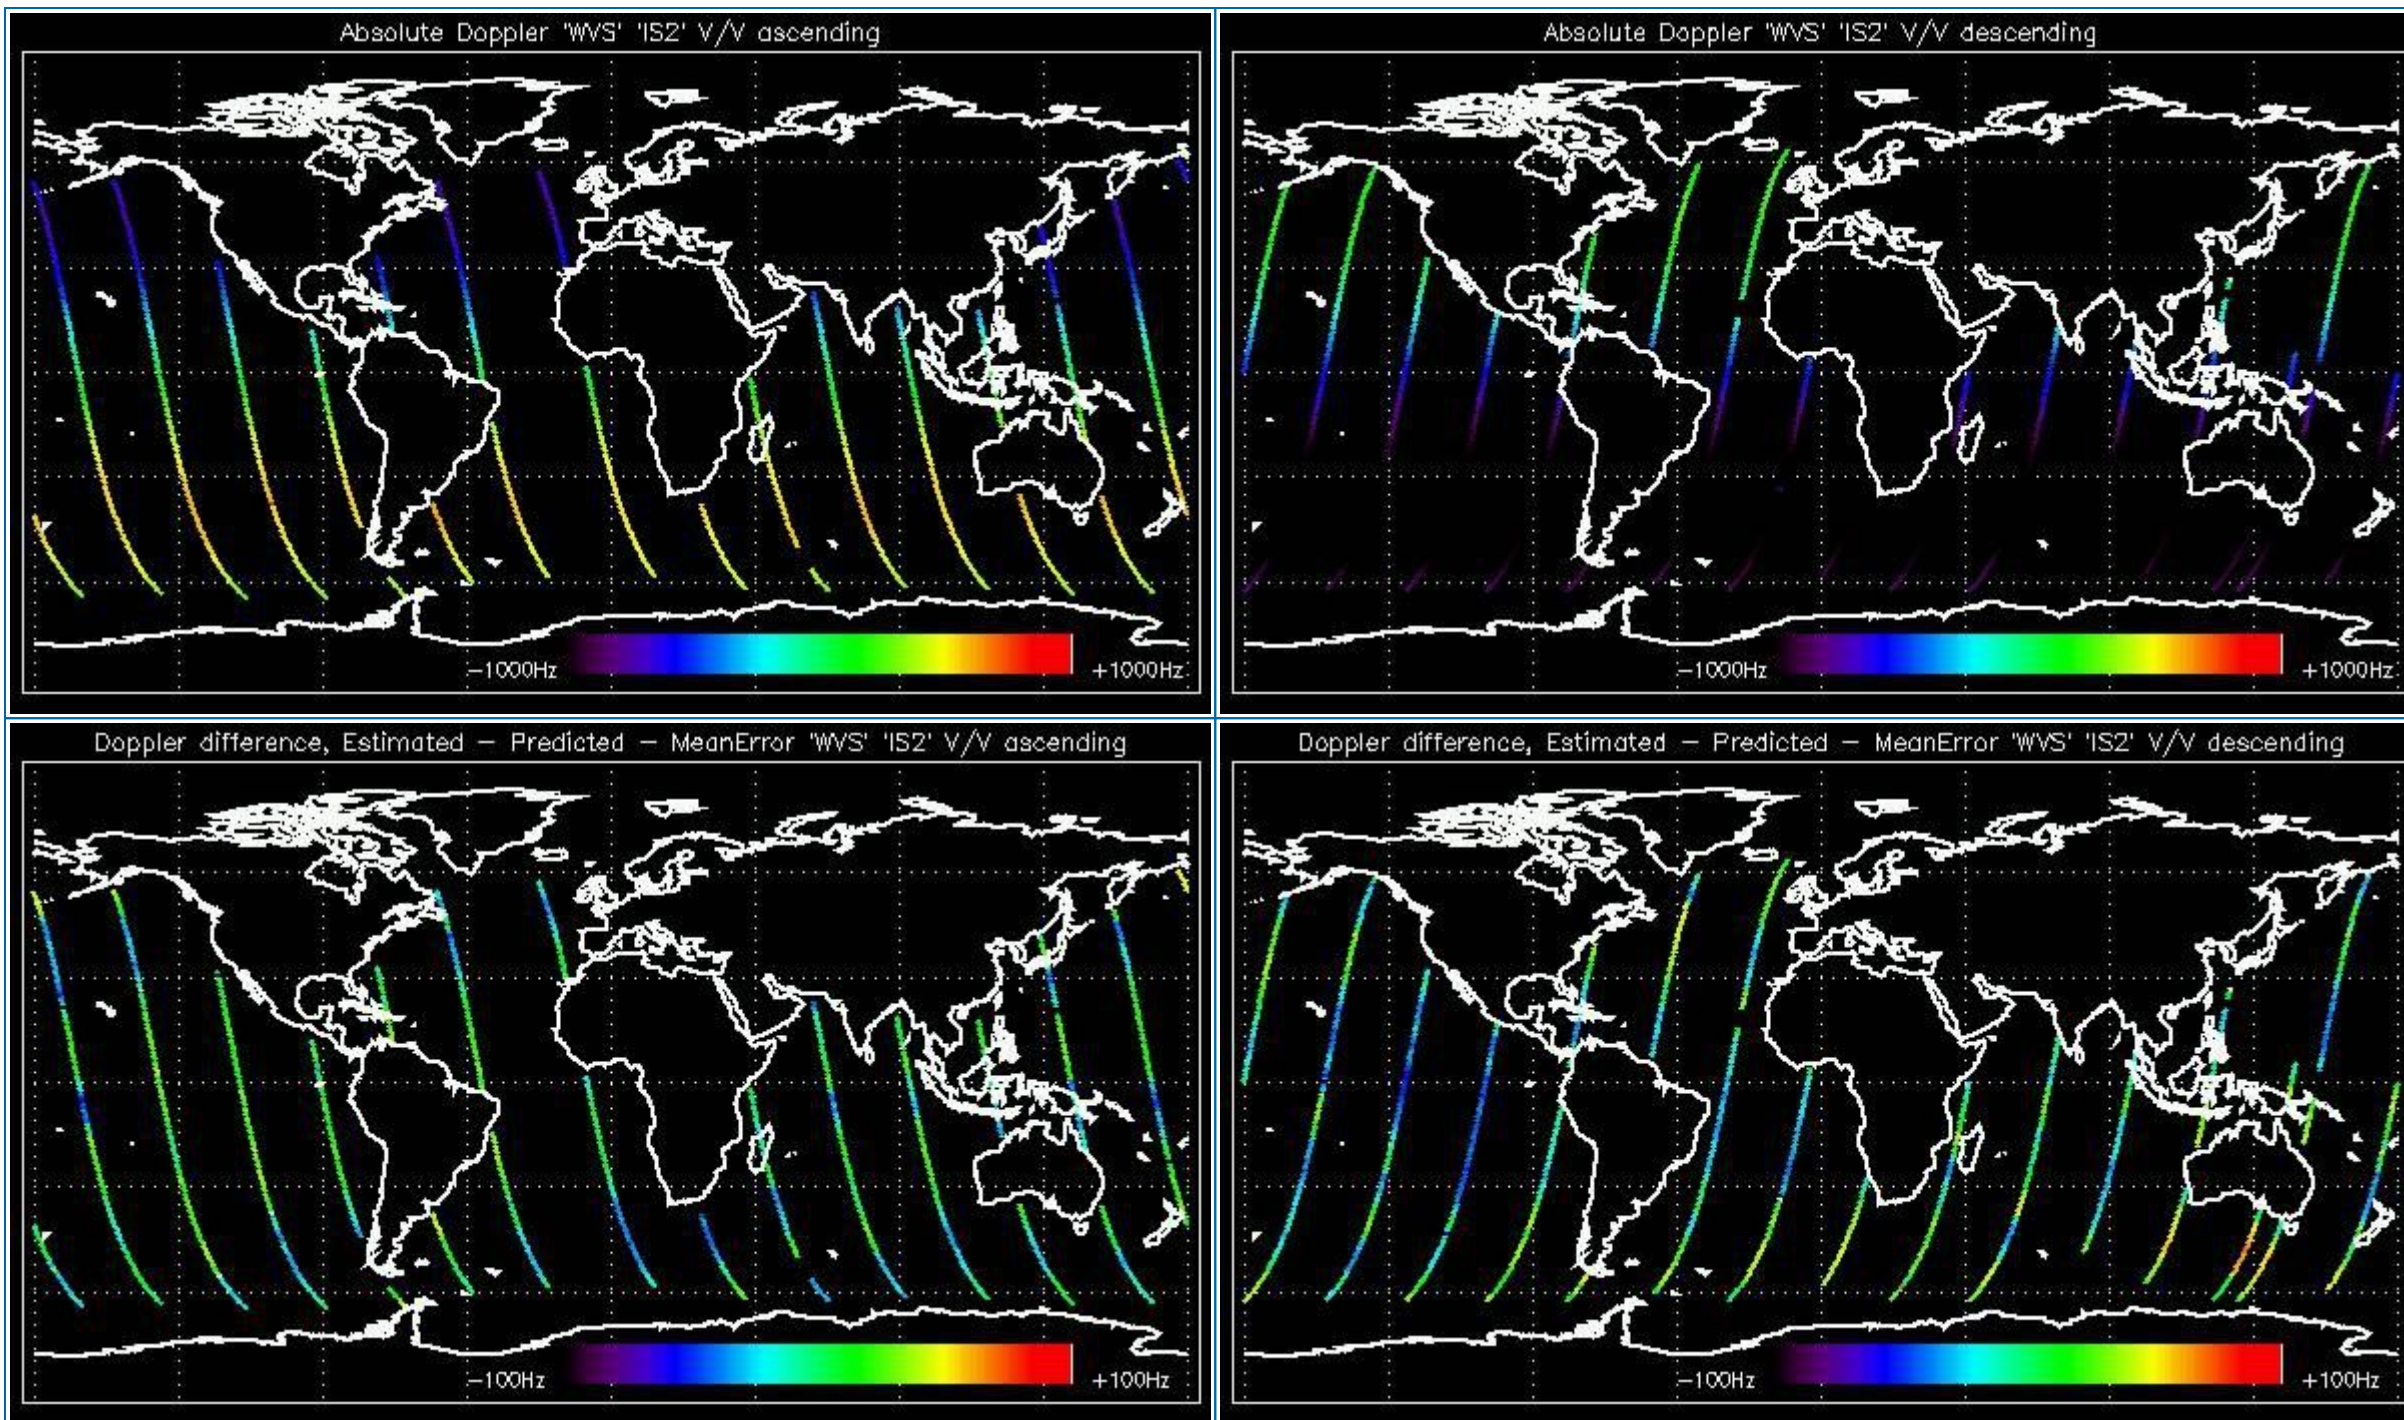 Absolute Doppler 'WVS' 'IS2' V/V ascending
-1000Hz
+1000Hz
Absolute Doppler 'WVS' 'IS2' V/V descending
-1000Hz
+1000Hz
Doppler difference, Estimated - Predicted - MeanError 'WVS' 'IS2' V/V ascending
-100Hz
+100Hz
Doppler difference, Estimated - Predicted - MeanError 'WVS' 'IS2' V/V descending
-100Hz
+100Hz